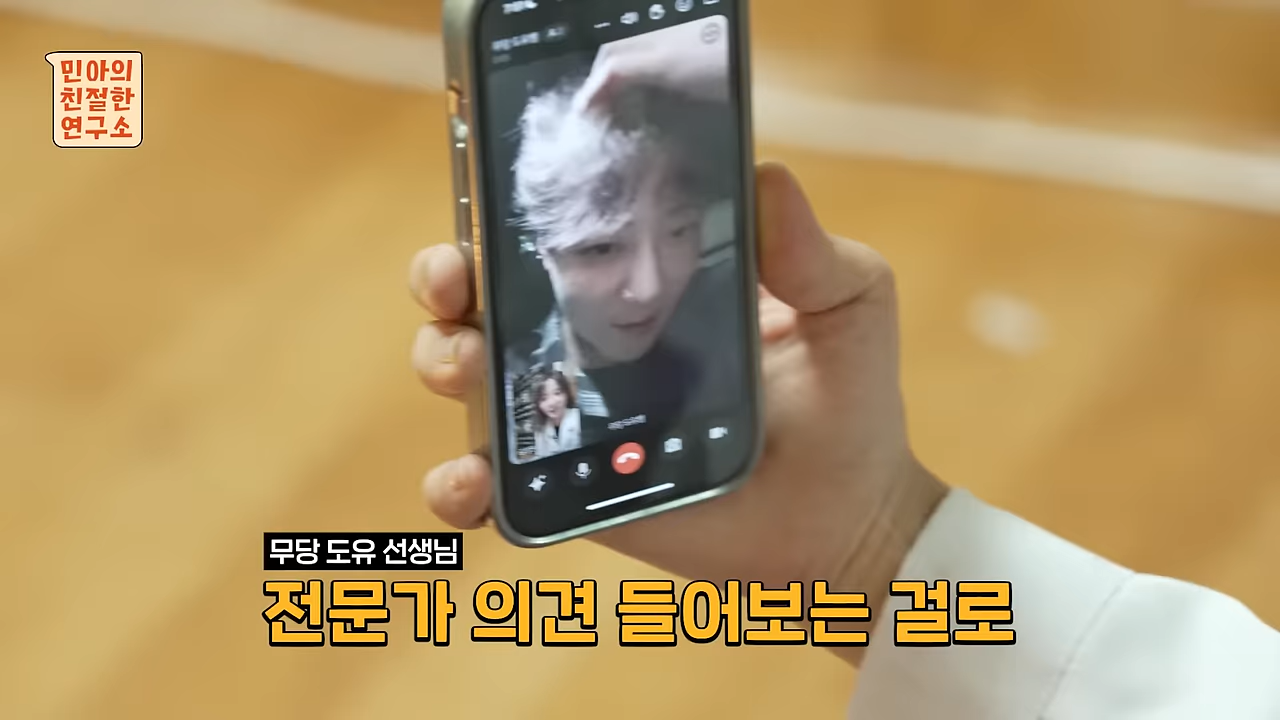 민아의
친절한
연구소
무당 도유 선생님
전문가 의견 들어보는 걸로